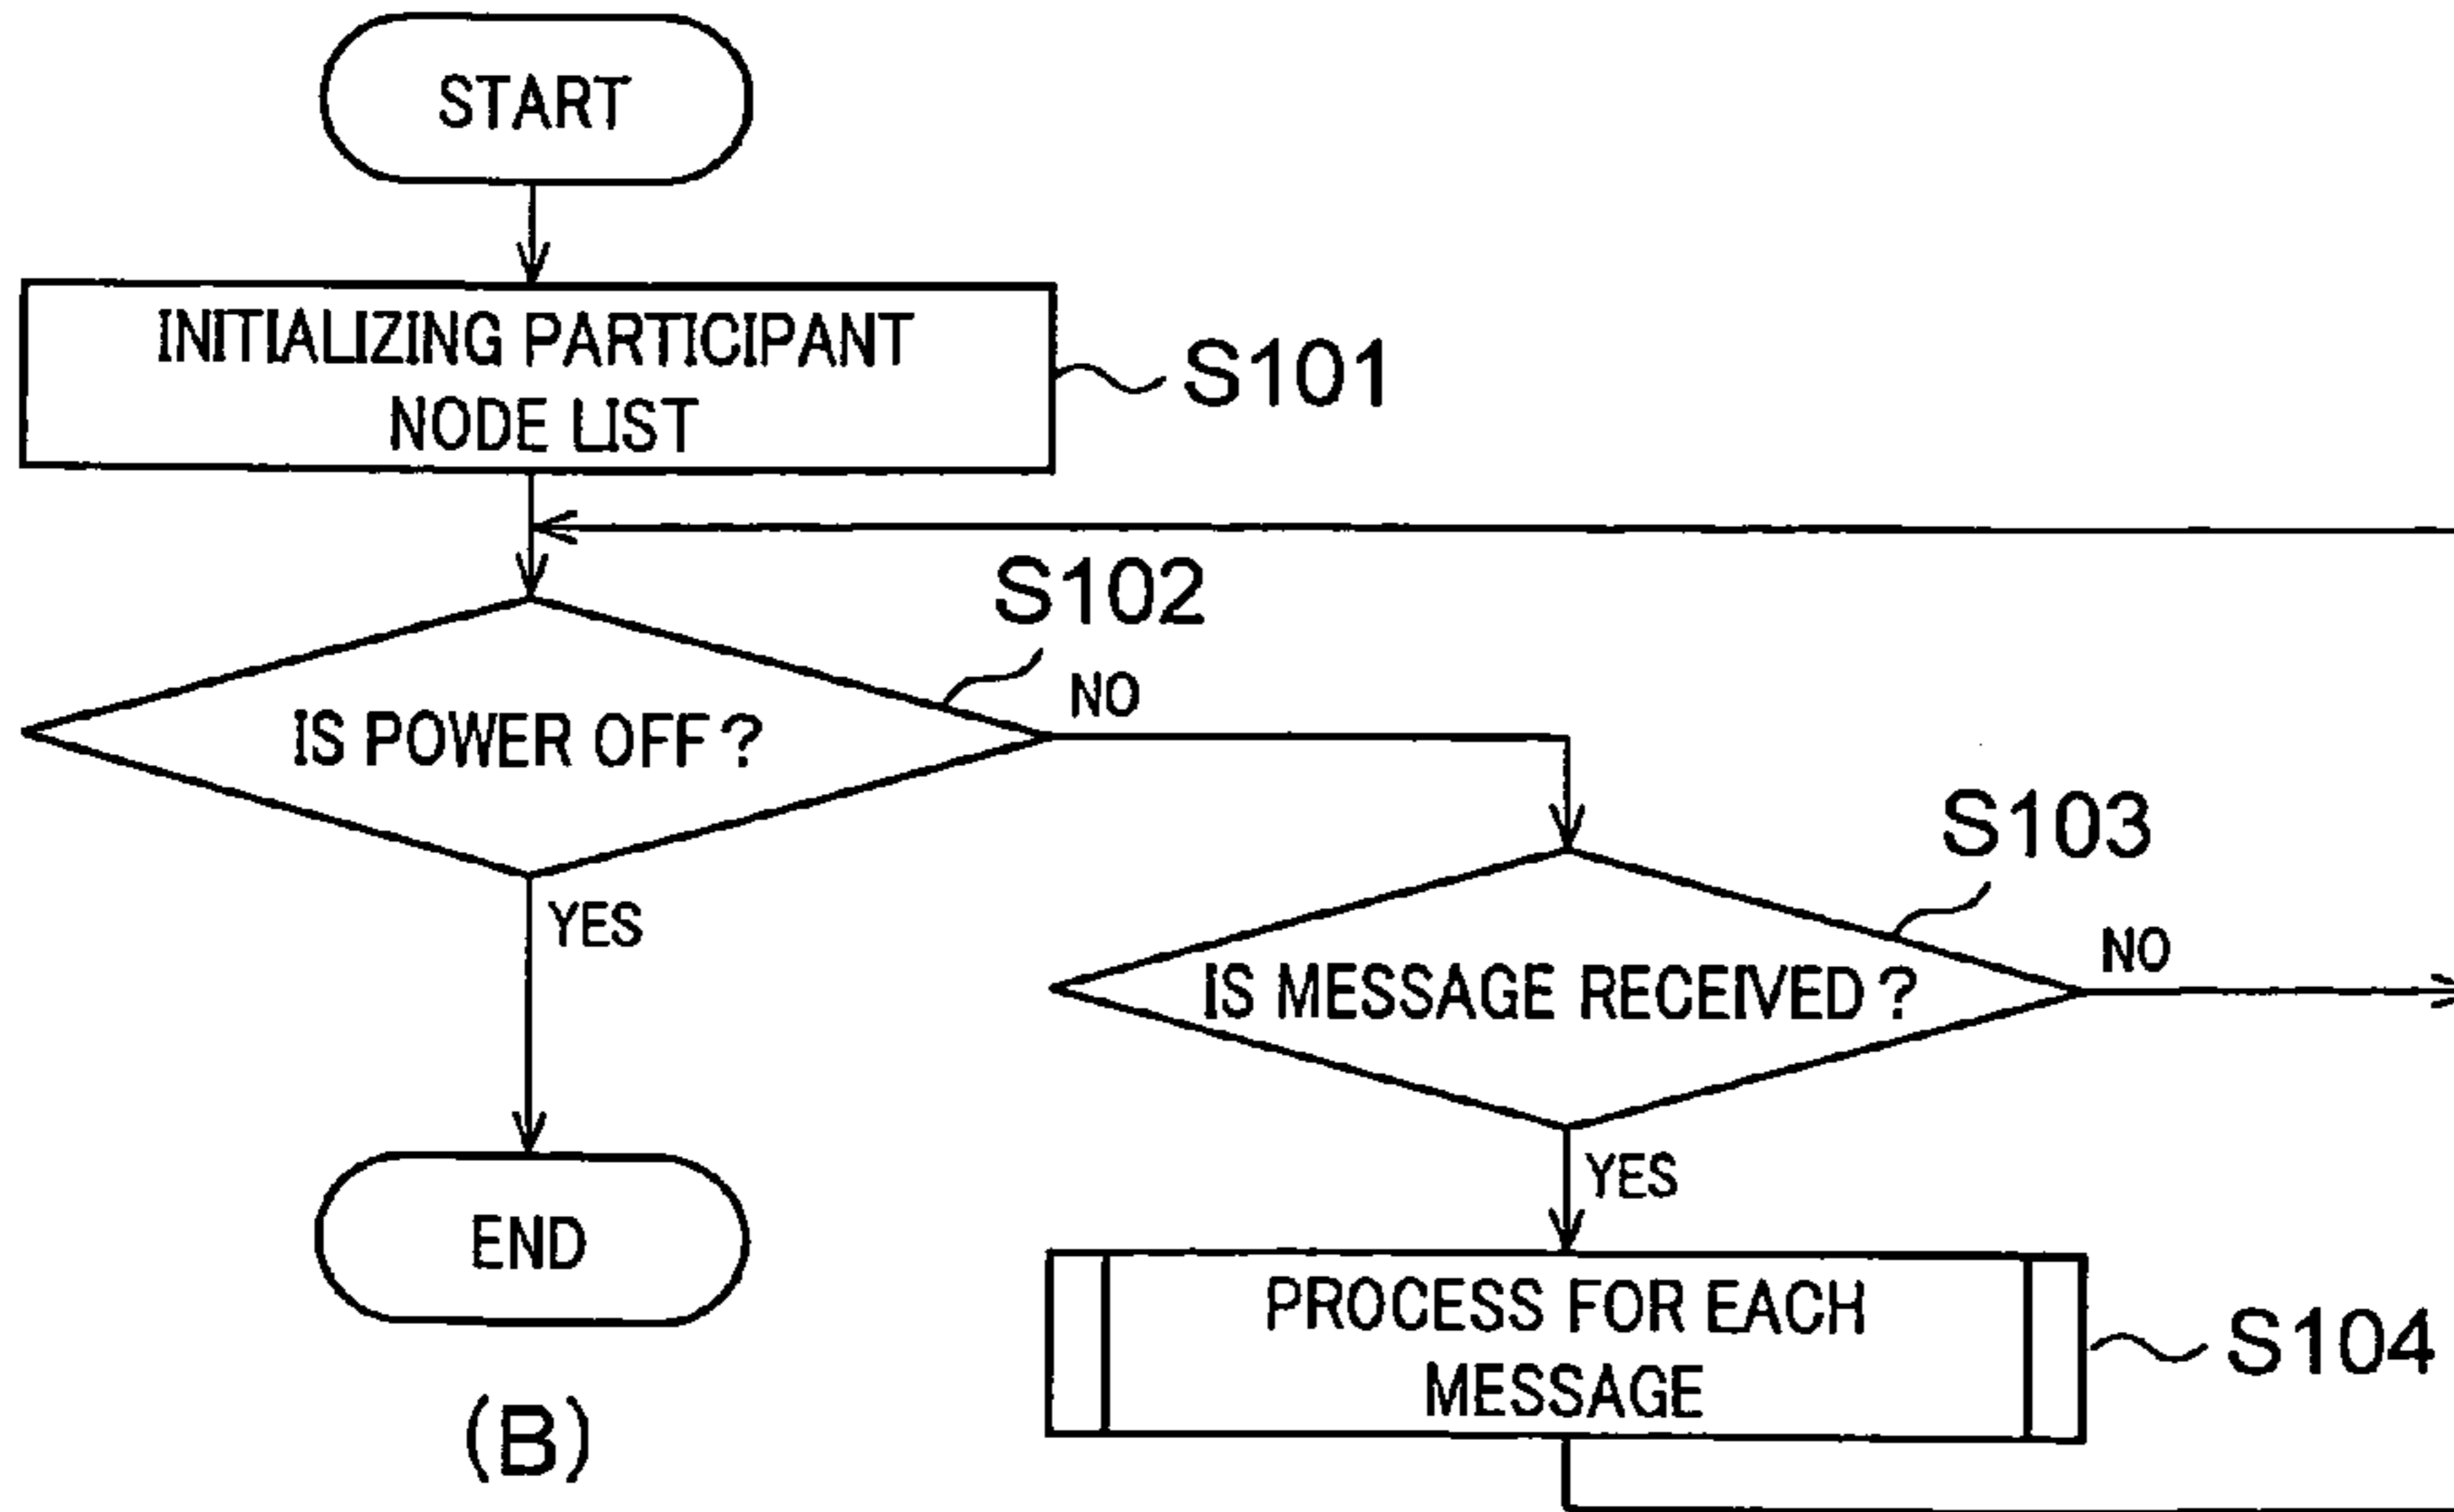 START
INITIALIZING PARTICIPANT
NODE LIST
S101
S102
IS POWER OFF ?
NO
YES
S103
IS MESSAGE RECEIVED ?
NO
YES
END
PROCESS FOR EACH
MESSAGE
S104
(B)